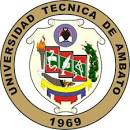 UNIVERSIDAD TECNICA DE AMBATO
1969